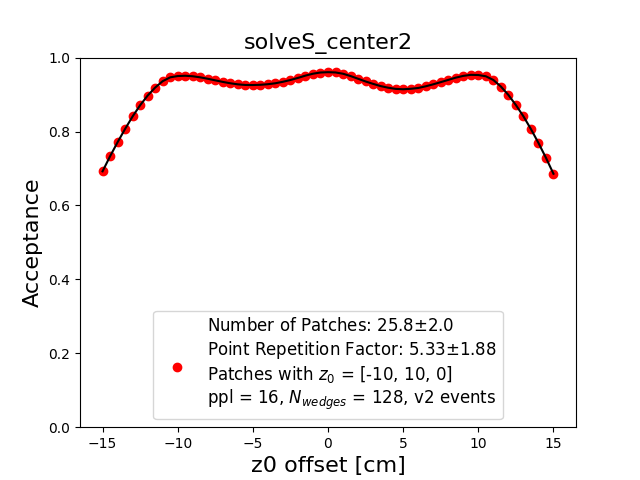 solveS_center2
Acceptance
1.0
0.8
0.6
0.4
0.2
0.0
Number of Patches: 25.8±2.0
Point Repetition Factor: 5.33±1.88
Patches with z0 = [-10, 10, 0]
ppl = 16, Nwedges = 128, v2 events
−15 −10 −5 0 5 10 15
z0 offset [cm]